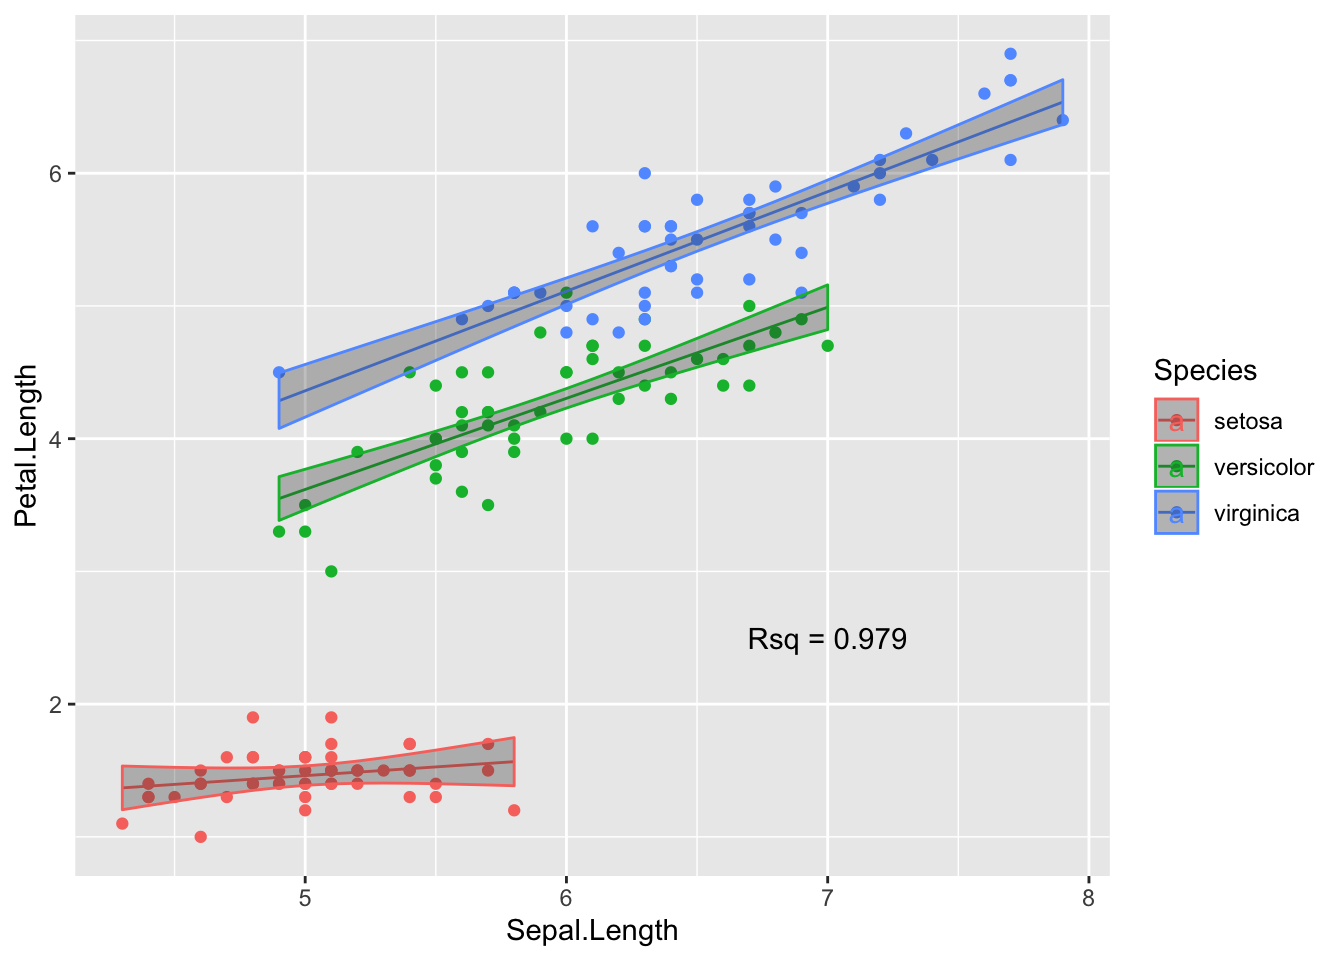 6
4
2
Petal.Length
Rsq = 0.979
5 6 7 8
Sepal.Length
Species
a setosa
a versicolor
a virginica